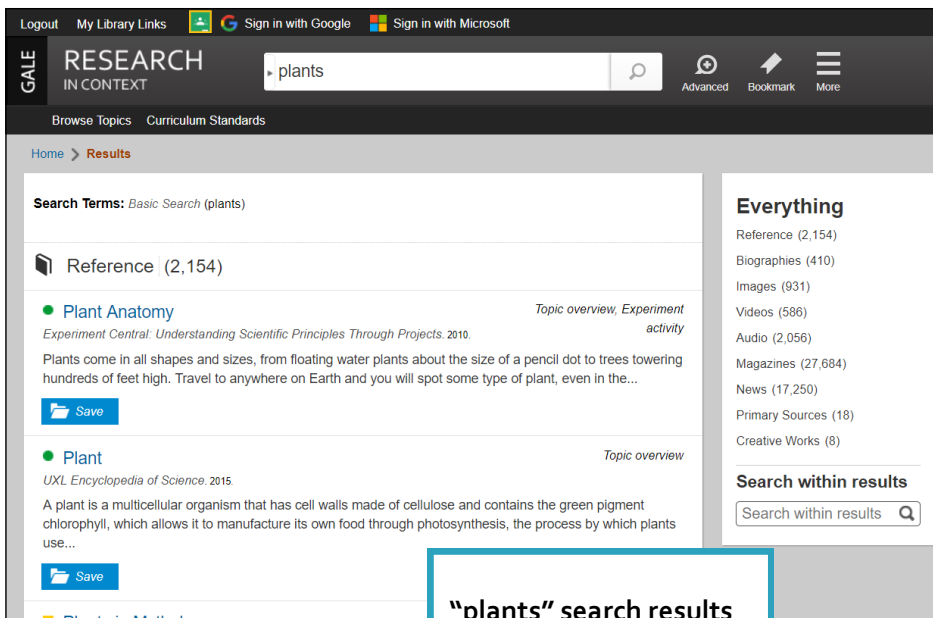 Logout My Library Links Sign in with Google Sign in with Microsoft
GALE
RESEARCH
IN CONTEXT
plants
Advanced Bookmark More
Browse Topics Curriculum Standards
Home Results
Search Terms: Basic Search (plants)
Reference (2,154)
Plant Anatomy
Topic overview, Experiment
activity
Experiment Central: Understanding Scientific Principles Through Projects. 2010.
Plants come in all shapes and sizes, from floating water plants about the size of a pencil dot to trees towering
hundreds of feet high. Travel to anywhere on Earth and you will spot some type of plant, even in the...
Save
Plant
Topic overview
UXL Encyclopedia of Science. 2015.
A plant is a multicellular organism that has cell walls made of cellulose and contains the green pigment
chlorophyll, which allows it to manufacture its own food through photosynthesis, the process by which plants
use...
Save
"plants" search results
Everything
Reference (2,154)
Biographies (410)
Images (931)
Videos (586)
Audio (2,056)
Magazines (27,684)
News (17,250)
Primary Sources (18)
Creative Works (8)
Search within results
Search within results